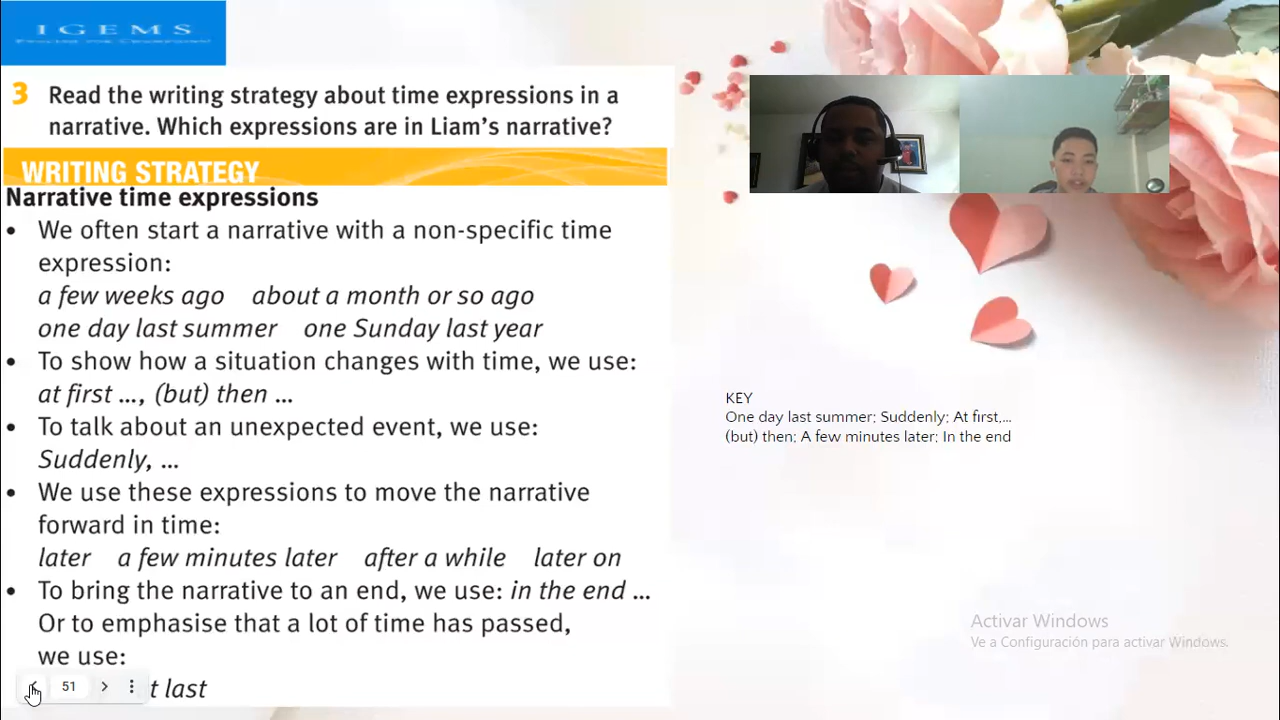 IGEMS
3 Read the writing strategy about time expressions in a
narrative. Which expressions are in Liam's narrative?
WRITING STRATEGY
Narrative time expressions
• We often start a narrative with a non-specific time
expression:
a few weeks ago about a month or so ago
one day last summer one Sunday last year
• To show how a situation changes with time, we use:
at first ..., (but) then ...
• To talk about an unexpected event, we use:
Suddenly, ...
• We use these expressions to move the narrative
forward in time:
later a few minutes later after a while later on
• To bring the narrative to an end, we use: in the end ...
Or to emphasise that a lot of time has passed,
we use:
t last
51
KEY
One day last summer; Suddenly; At first,...
(but) then; A few minutes later; In the end
Activar Windows
Ve a Configuración para activar Windows.